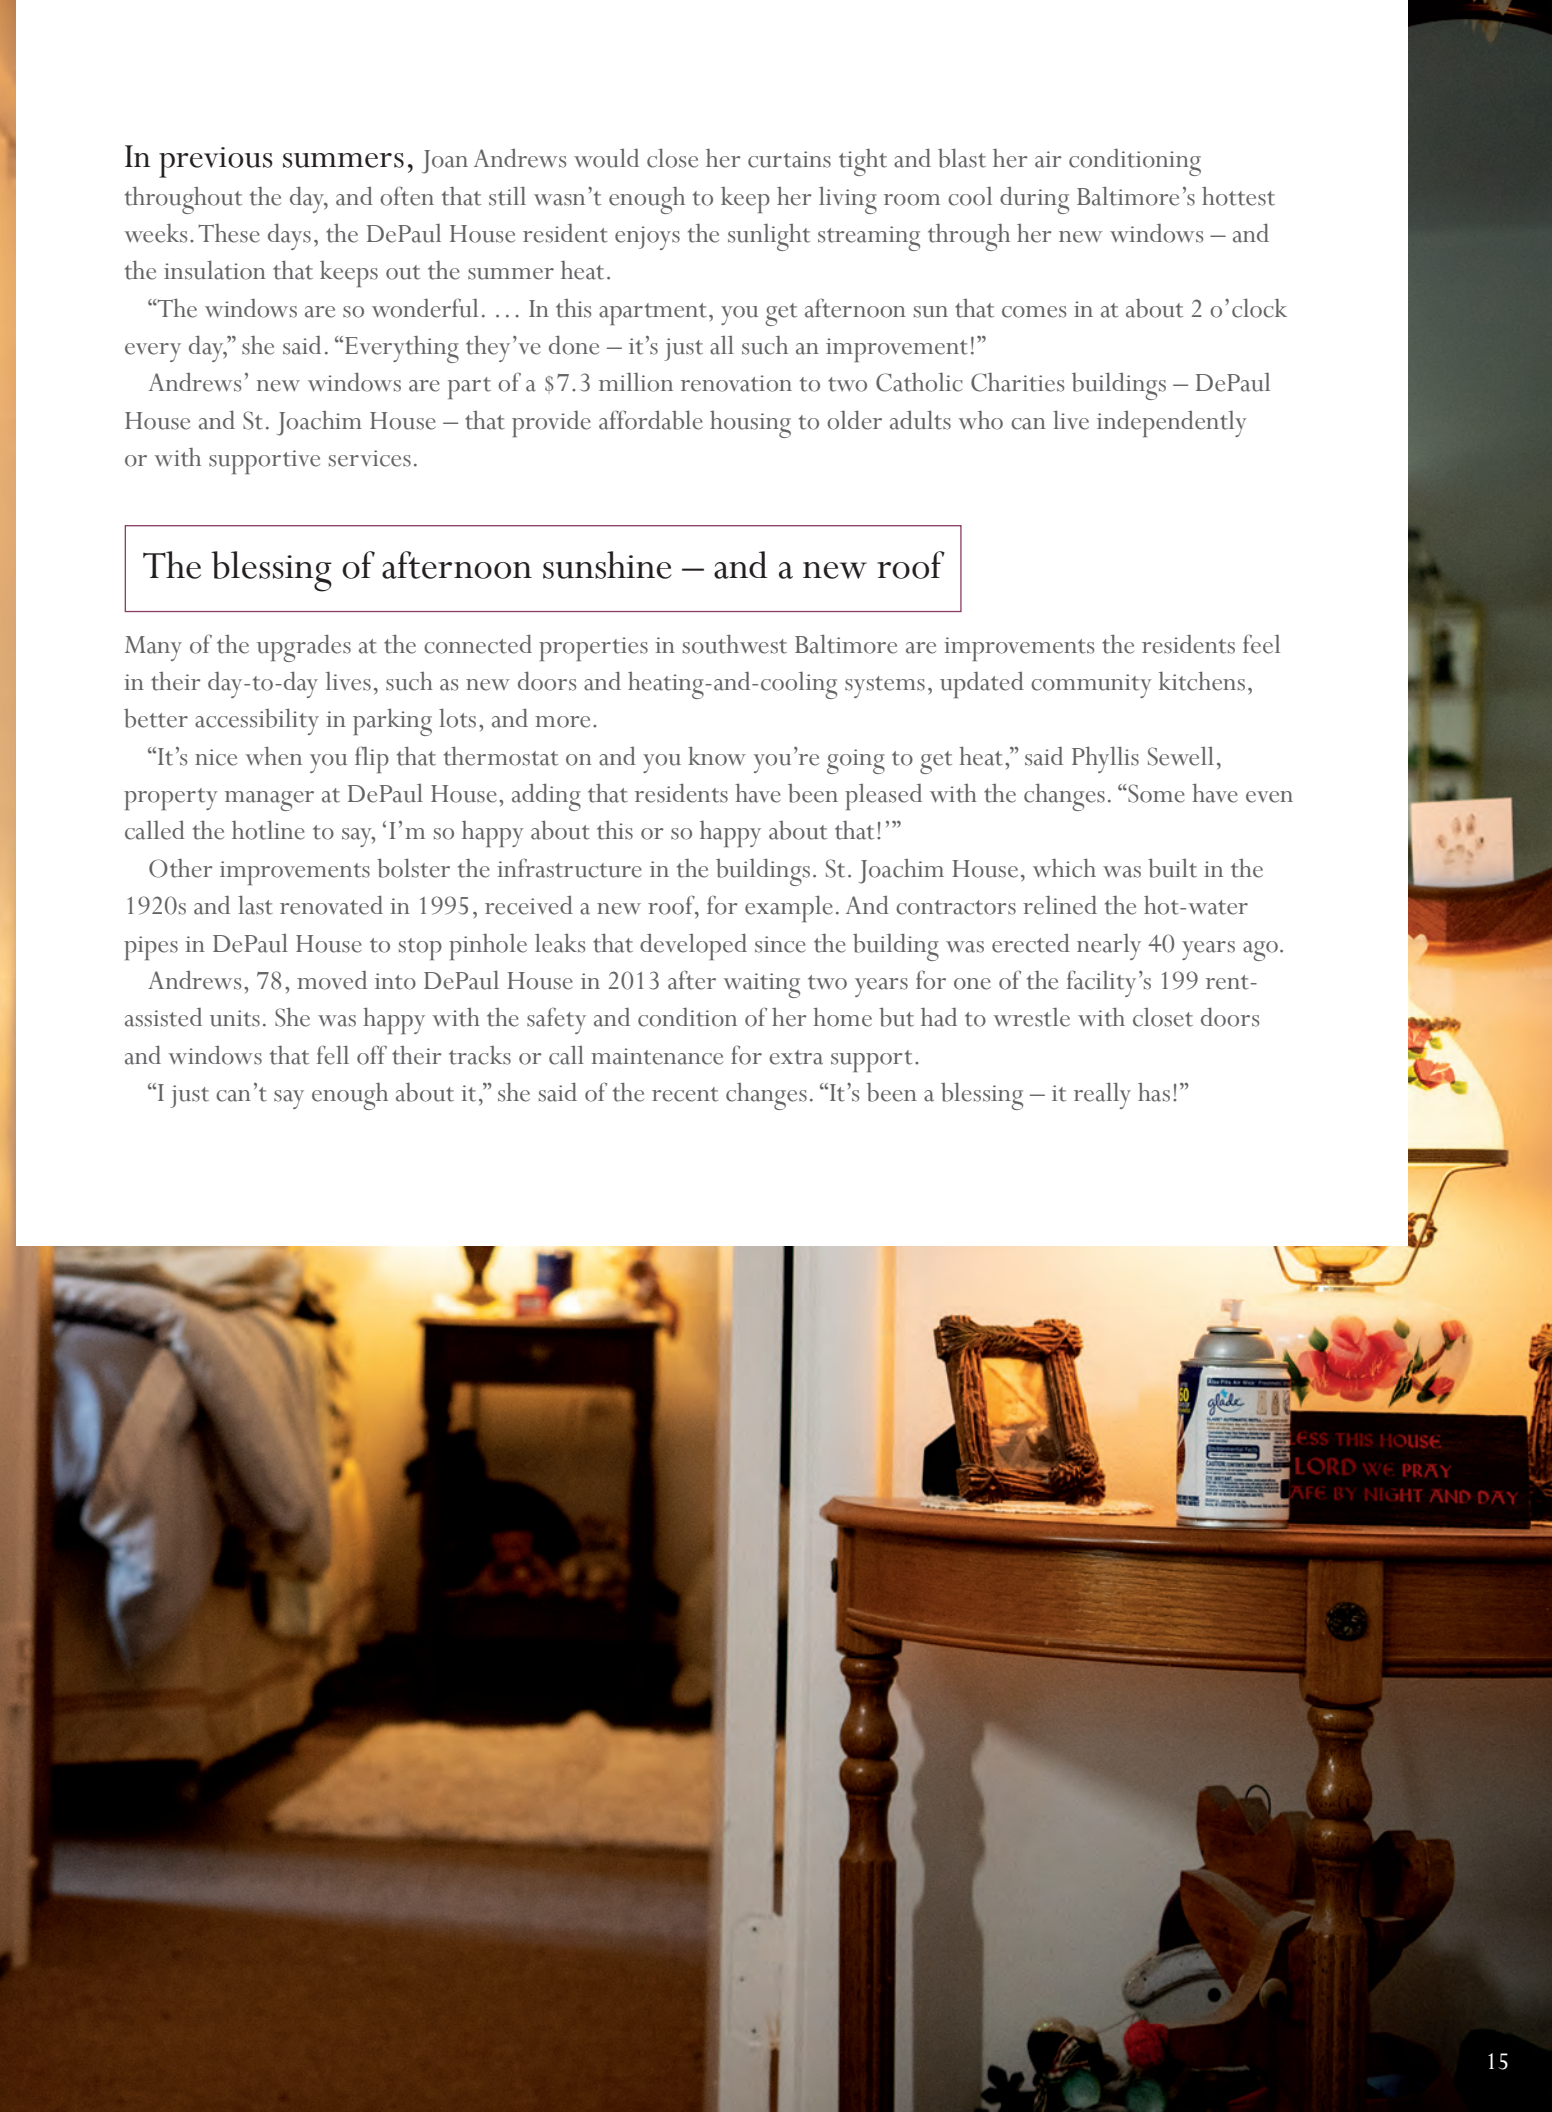 In previous summers, Joan Andrews would close her curtains tight and blast her air conditioning
throughout the day, and often that still wasn’t enough to keep her living room cool during Baltimore’s hottest
weeks. These days, the DePaul House resident enjoys the sunlight streaming through her new windows – and
the insulation that keeps out the summer heat.
“The windows are so wonderful. … In this apartment, you get afternoon sun that comes in at about 2 o’clock
every day,” she said. “Everything they’ve done – it’s just all such an improvement!”
Andrews’ new windows are part of a $7.3 million renovation to two Catholic Charities buildings – DePaul
House and St. Joachim House – that provide affordable housing to older adults who can live independently
or with supportive services.
The blessing of afternoon sunshine – and a new roof
Many of the upgrades at the connected properties in southwest Baltimore are improvements the residents feel
in their day-to-day lives, such as new doors and heating-and-cooling systems, updated community kitchens,
better accessibility in parking lots, and more.
“It’s nice when you flip that thermostat on and you know you’re going to get heat,” said Phyllis Sewell,
property manager at DePaul House, adding that residents have been pleased with the changes. “Some have even
called the hotline to say, ‘I’m so happy about this or so happy about that!’”
Other improvements bolster the infrastructure in the buildings. St. Joachim House, which was built in the
1920s and last renovated in 1995, received a new roof, for example. And contractors relined the hot-water
pipes in DePaul House to stop pinhole leaks that developed since the building was erected nearly 40 years ago.
Andrews, 78, moved into DePaul House in 2013 after waiting two years for one of the facility’s 199 rent-
assisted units. She was happy with the safety and condition of her home but had to wrestle with closet doors
and windows that fell off their tracks or call maintenance for extra support.
“I just can’t say enough about it,” she said of the recent changes. “It’s been a blessing – it really has!”
glade
ESS THIS HOUSE
LORD WE PRAY
AFE BY NIGHT AND DAY
15